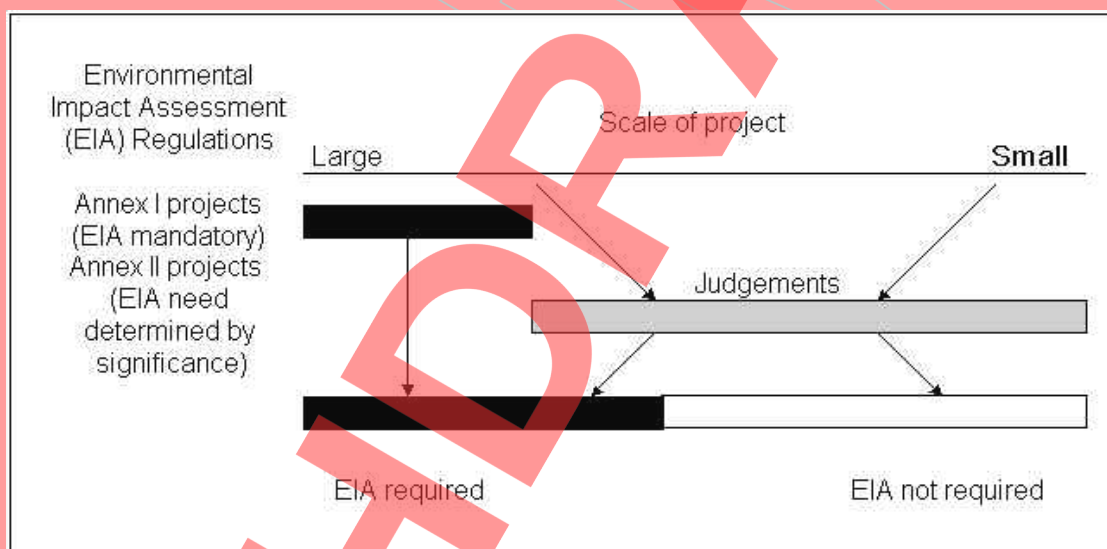 Environmental
Impact Assessment
(EIA) Regulations
Scale of project
Large
Small
Annex I projects
(EIA mandatory)
Annex II projects
(EIA need
determined by
significance)
Judgements
EIA required
EIA not required
HDRA